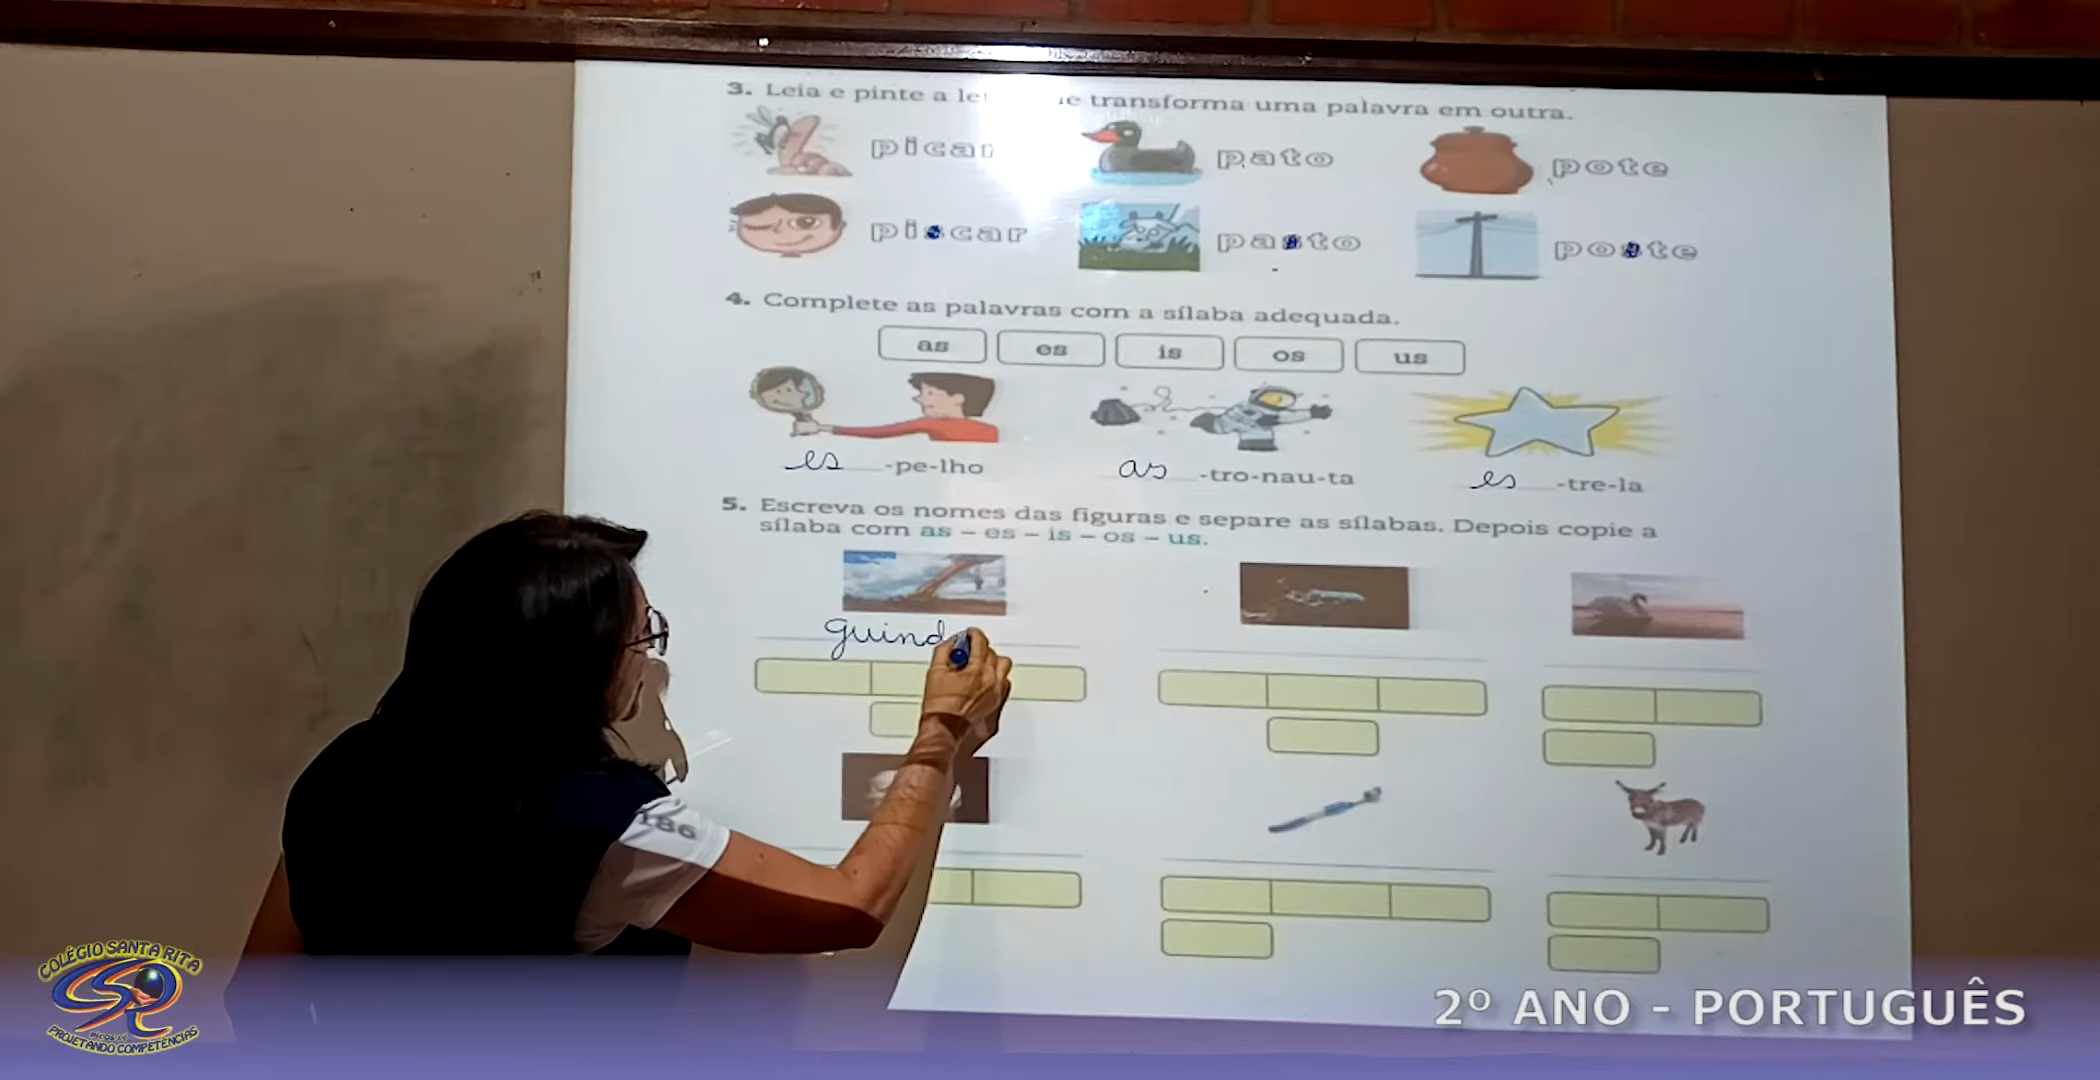 3. Leia e pinte a le ue transforma uma palavra em outra.
picar pato pote
piscar pasto poste
4. Complete as palavras com a sílaba adequada.
as es is os us
es -pe-lho as -tro-nau-ta es -tre-la
5. Escreva os nomes das figuras e separe as sílabas. Depois copie a
sílaba com as – es – is – os – us.
guind
186
COLÉGIO SANTA RITA
PROJETANDO COMPETÊNCIAS
2º ANO - PORTUGUÊS